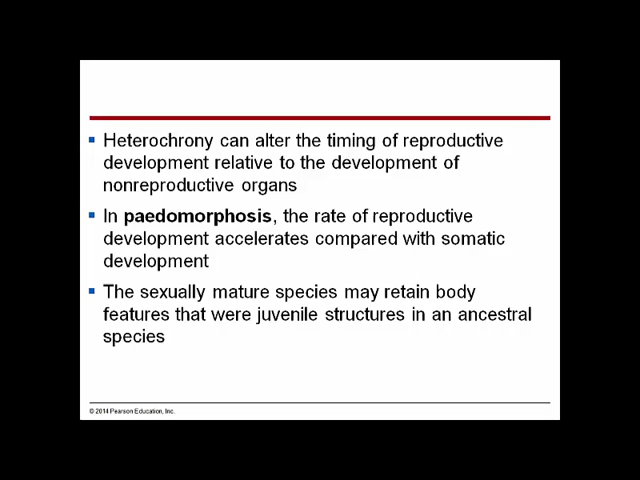 Heterochrony can alter the timing of reproductive
development relative to the development of
nonreproductive organs
In paedomorphosis, the rate of reproductive
development accelerates compared with somatic
development
The sexually mature species may retain body
features that were juvenile structures in an ancestral
species
© 2014 Pearson Education, Inc.